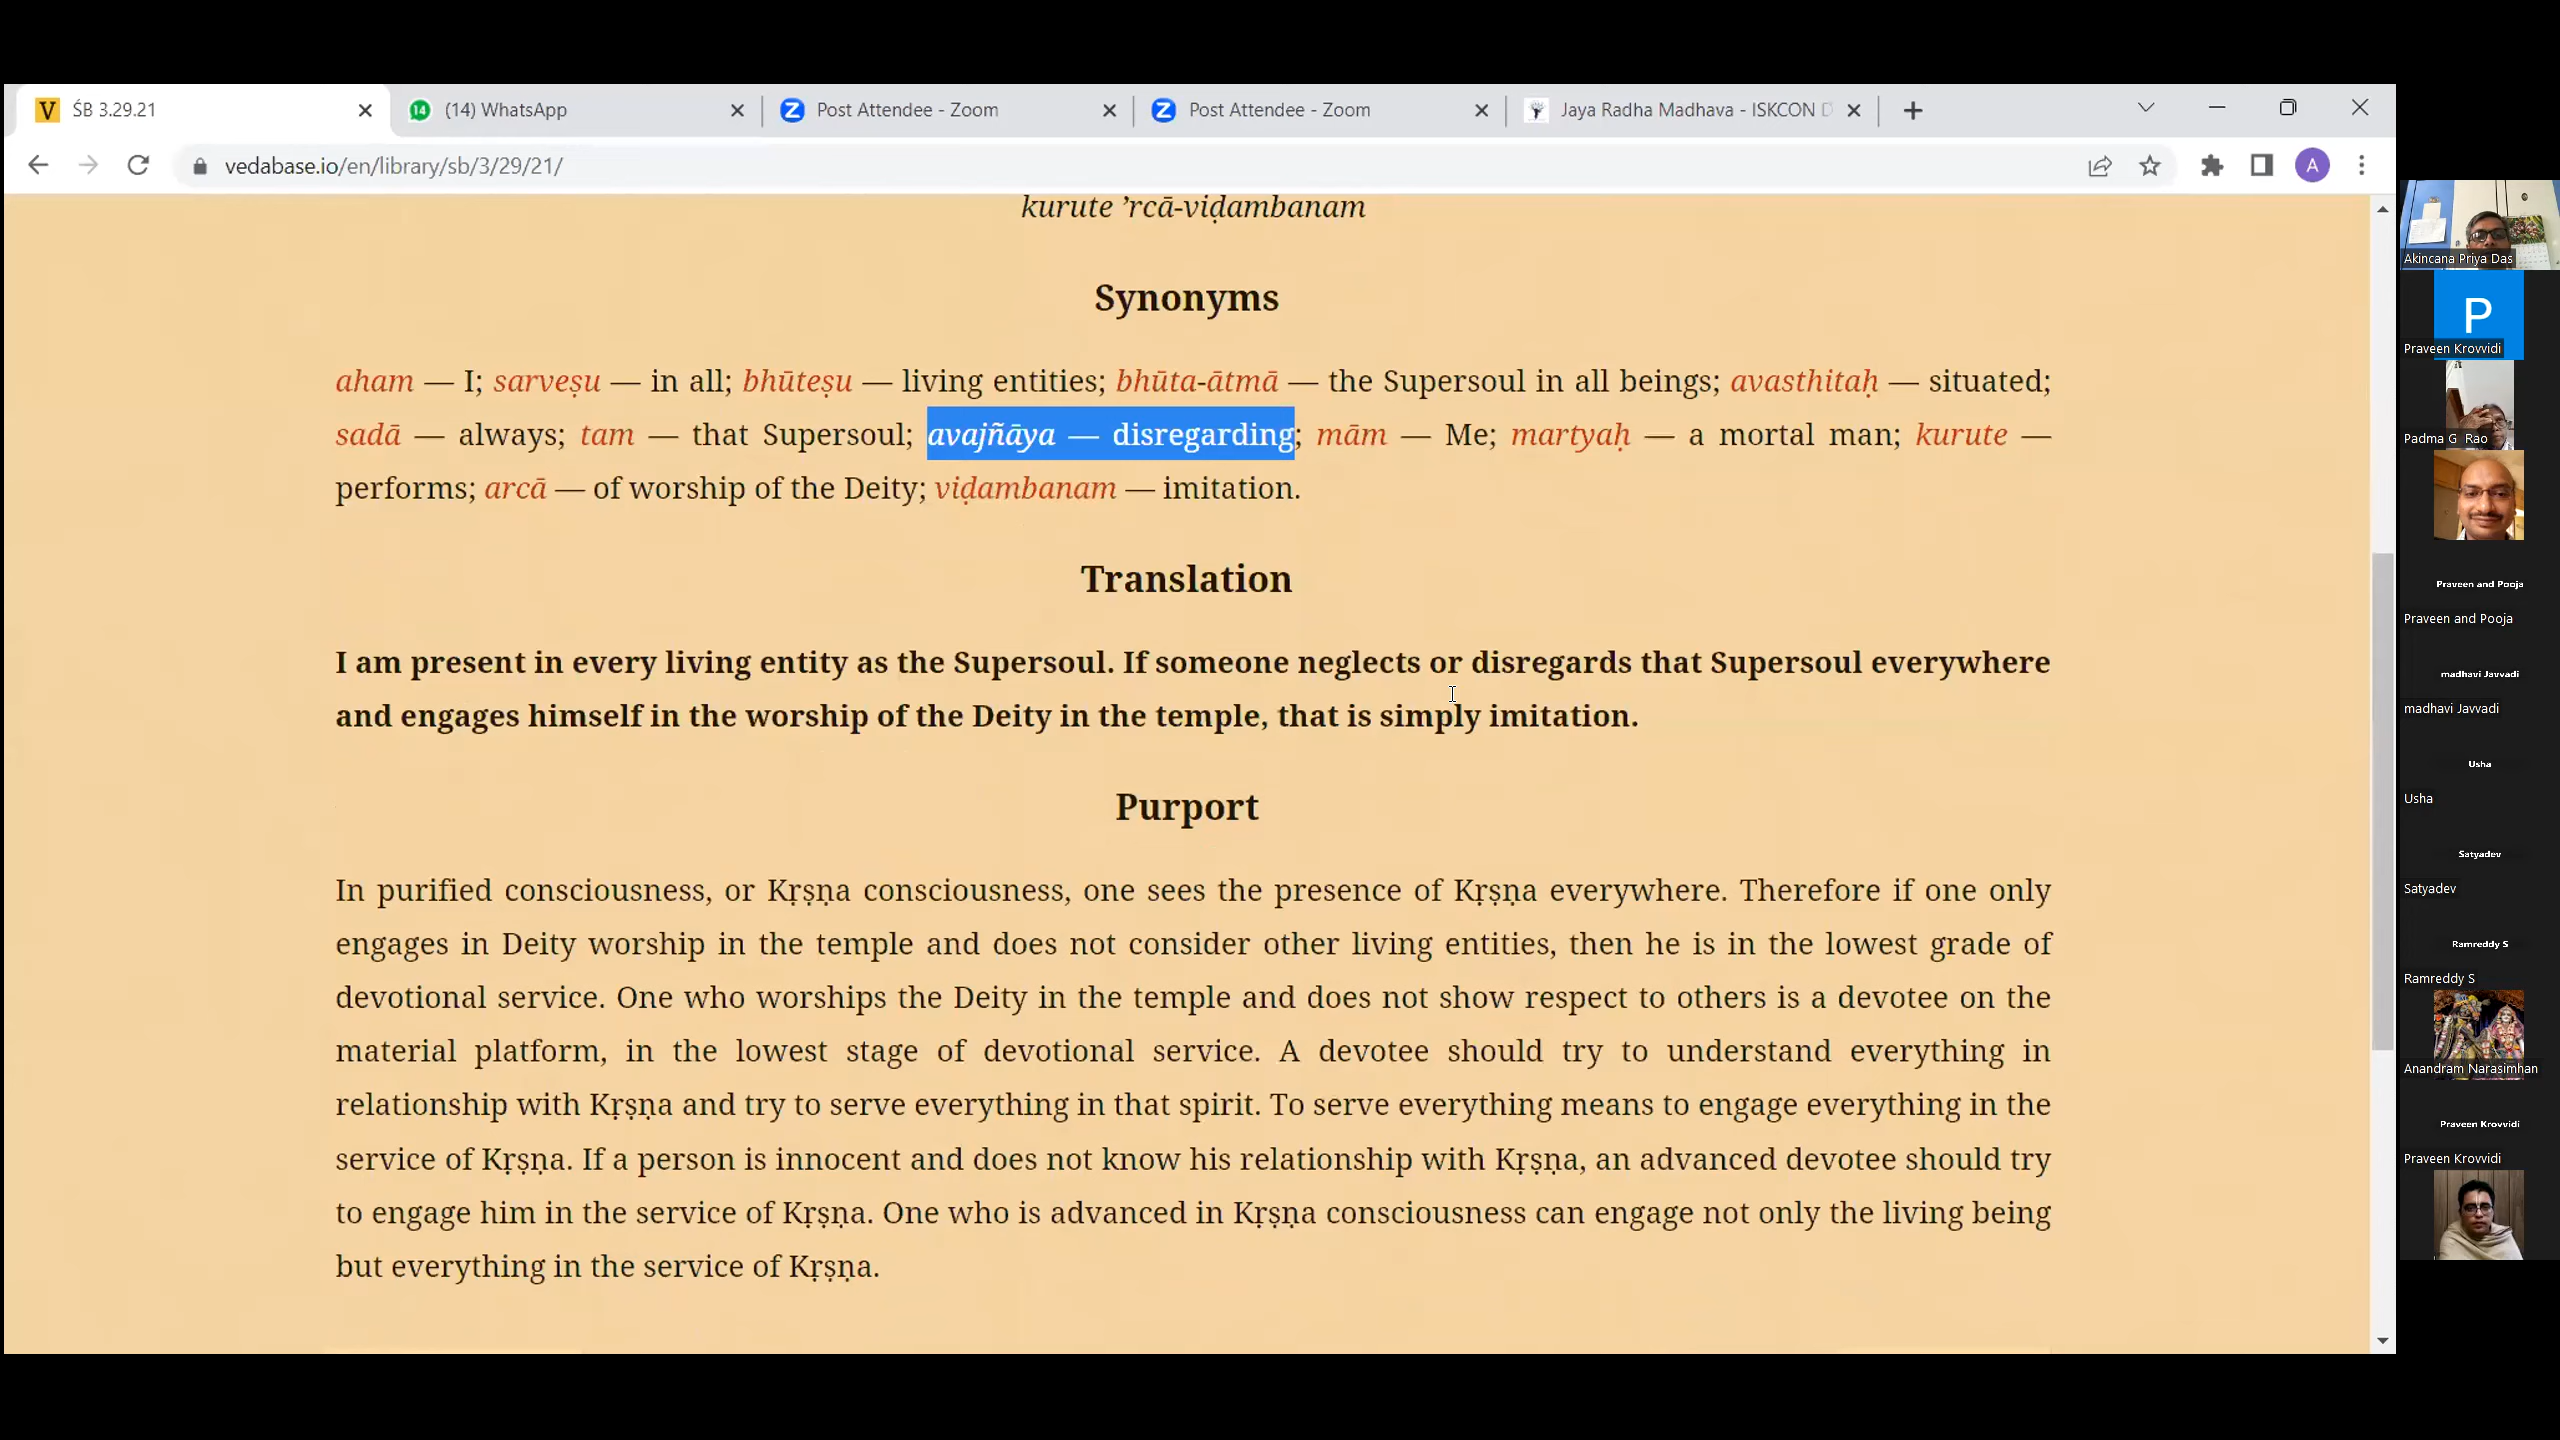 ŚB 3.29.21
(14) WhatsApp
Post Attendee - Zoom
Post Attendee - Zoom
Jaya Radha Madhava - ISKCON D
vedabase.io/en/library/sb/3/29/21/
A
kurute ’rcā-viḍambanam
Synonyms
aham — I; sarveṣu — in all; bhūteṣu — living entities; bhūta-ātmā — the Supersoul in all beings; avasthitaḥ — situated;
sadā — always; tam — that Supersoul; avajñāya — disregarding; mām — Me; martyaḥ — a mortal man; kurute —
performs; arcā — of worship of the Deity; viḍambanam — imitation.
Translation
I am present in every living entity as the Supersoul. If someone neglects or disregards that Supersoul everywhere
and engages himself in the worship of the Deity in the temple, that is simply imitation.
Purport
In purified consciousness, or Kṛṣṇa consciousness, one sees the presence of Kṛṣṇa everywhere. Therefore if one only
engages in Deity worship in the temple and does not consider other living entities, then he is in the lowest grade of
devotional service. One who worships the Deity in the temple and does not show respect to others is a devotee on the
material platform, in the lowest stage of devotional service. A devotee should try to understand everything in
relationship with Kṛṣṇa and try to serve everything in that spirit. To serve everything means to engage everything in the
service of Kṛṣṇa. If a person is innocent and does not know his relationship with Kṛṣṇa, an advanced devotee should try
to engage him in the service of Kṛṣṇa. One who is advanced in Kṛṣṇa consciousness can engage not only the living being
but everything in the service of Kṛṣṇa.
Akincana Priya Das
P
Praveen Krovvidi
Padma G Rao
Praveen and Pooja
Praveen and Pooja
madhavi Javvadi
madhavi Javvadi
Usha
Usha
Satyadev
Satyadev
Ramreddy S
Ramreddy S
Anandram Narasimhan
Praveen Krovvidi
Praveen Krovvidi